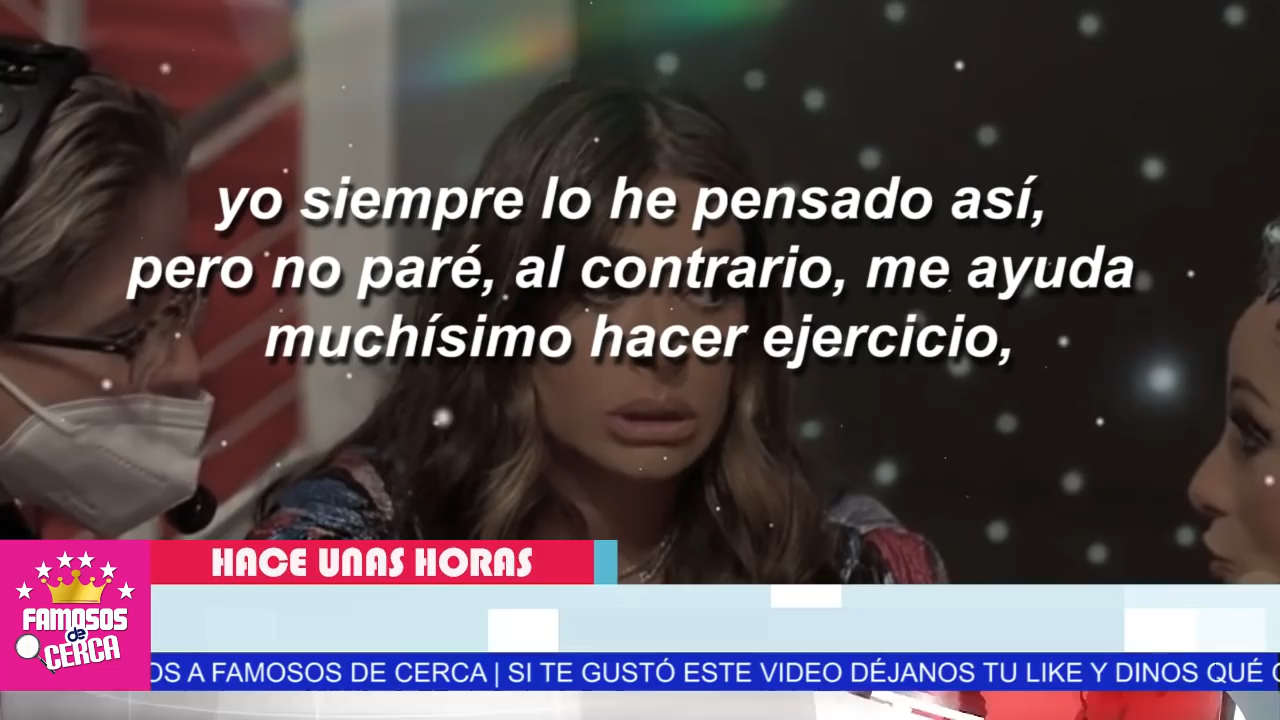 yo siempre lo he pensado así,
pero no paré, al contrario, me ayuda
muchísimo hacer ejercicio,
HACE UNAS HORAS
FAMOSOS
de
CERCA
OS A FAMOSOS DE CERCA | SI TE GUSTÓ ESTE VIDEO DÉJANOS TU LIKE Y DINOS QUÉ